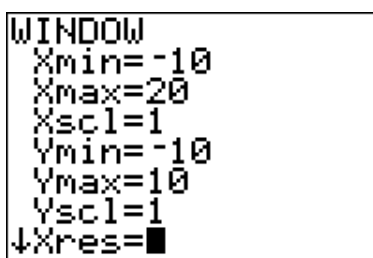 WINDOW
Xmin=-10
Xmax=20
Xscl=1
Ymin=-10
Ymax=10
Yscl=1
↓Xres=